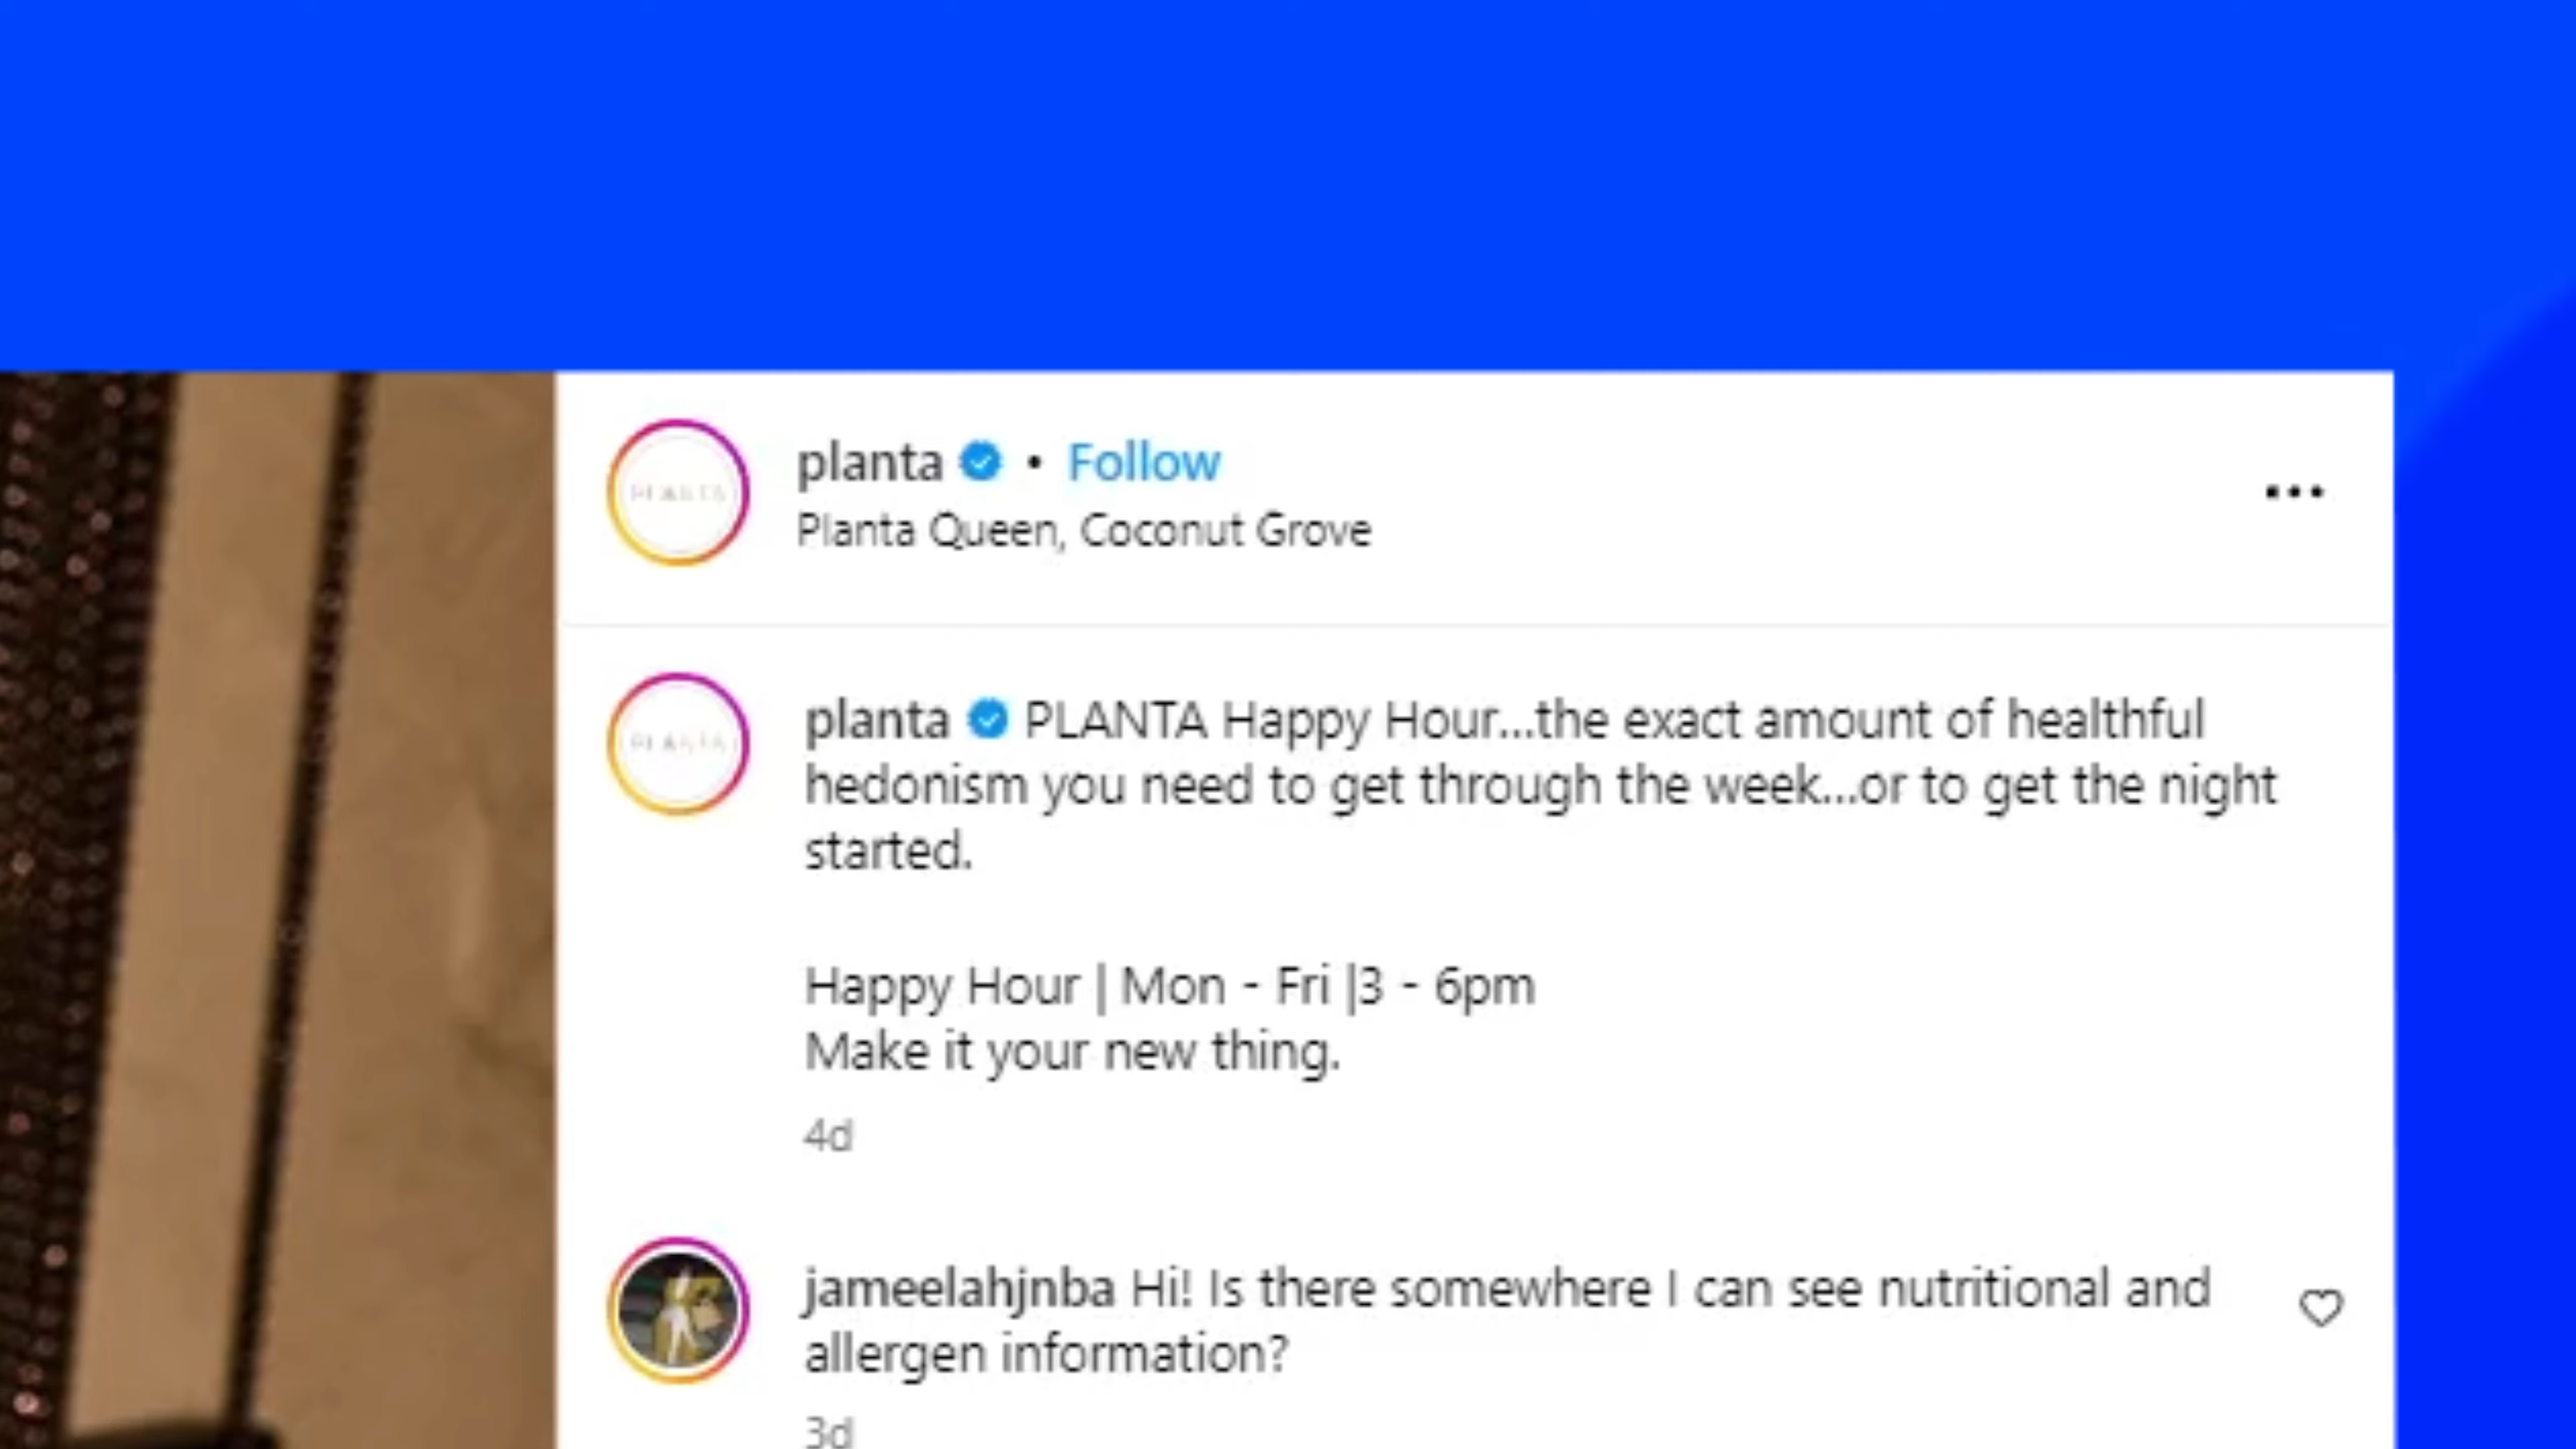 planta • Follow
Planta Queen, Coconut Grove
PLANTA
PLANTA
planta PLANTA Happy Hour...the exact amount of healthful
hedonism you need to get through the week...or to get the night
started.
Happy Hour | Mon - Fri |3 - 6pm
Make it your new thing.
4d
jameelahjnba Hi! Is there somewhere I can see nutritional and
allergen information?
3d